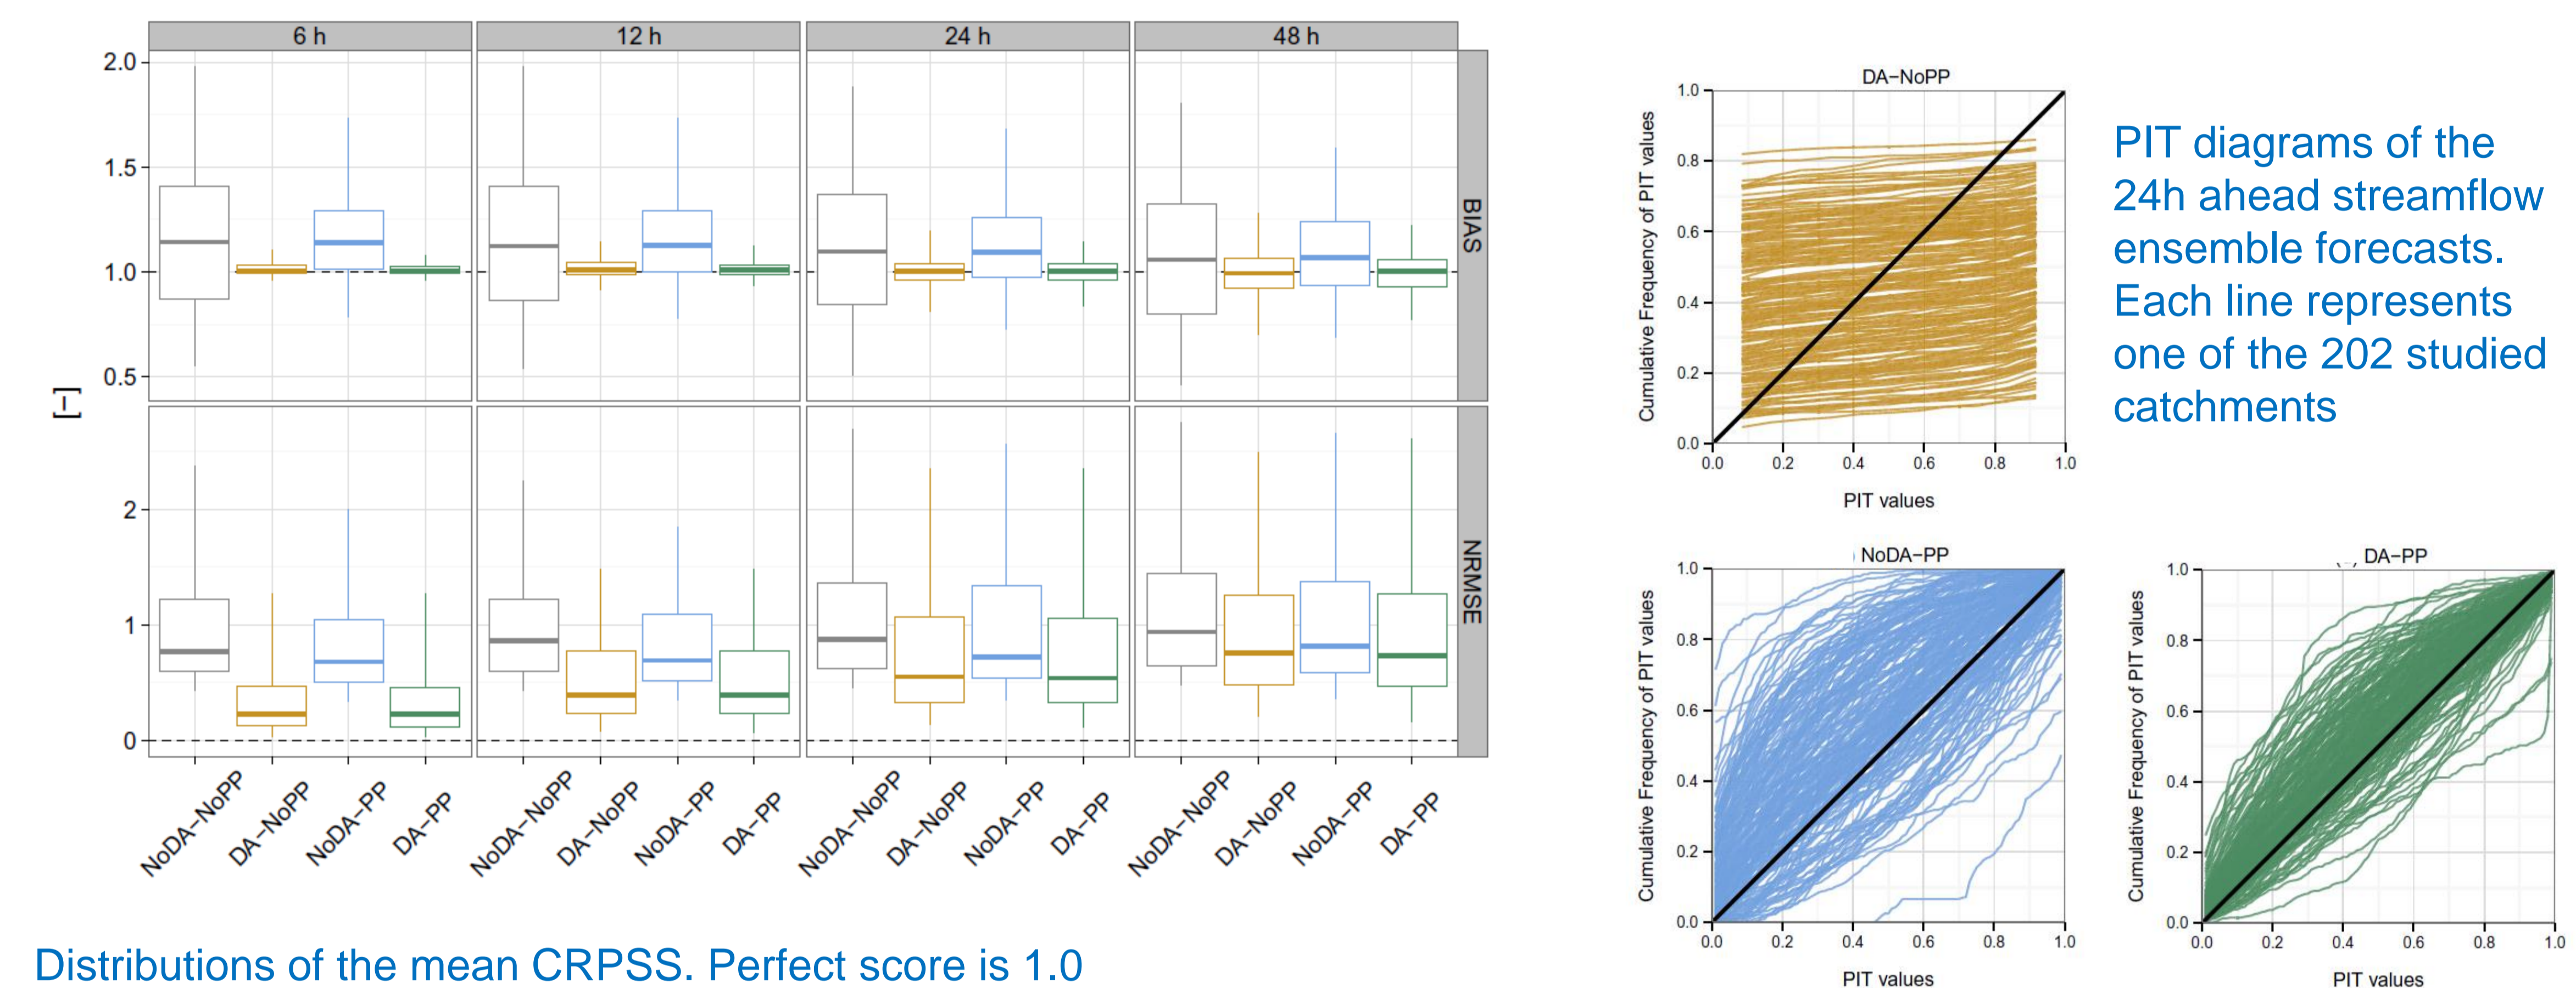 6 h
12 h
24 h
48 h
2.0
1.5
1.0
0.5
BIAS
[−]
2
1
0
NRMSE
NoDA−NoPP
DA−NoPP
NoDA−PP
DA−PP
NoDA−NoPP
DA−NoPP
NoDA−PP
DA−PP
NoDA−NoPP
DA−NoPP
NoDA−PP
DA−PP
NoDA−NoPP
DA−NoPP
NoDA−PP
DA−PP
Distributions of the mean CRPSS. Perfect score is 1.0
DA−NoPP
Cumulative Frequency of PIT values
1.0
0.8
0.6
0.4
0.2
0.0
0.0 0.2 0.4 0.6 0.8 1.0
PIT values
PIT diagrams of the
24h ahead streamflow
ensemble forecasts.
Each line represents
one of the 202 studied
catchments
) NoDA−PP
Cumulative Frequency of PIT values
1.0
0.8
0.6
0.4
0.2
0.0
0.0 0.2 0.4 0.6 0.8 1.0
PIT values
DA−PP
Cumulative Frequency of PIT values
1.0
0.8
0.6
0.4
0.2
0.0
0.0 0.2 0.4 0.6 0.8 1.0
PIT values